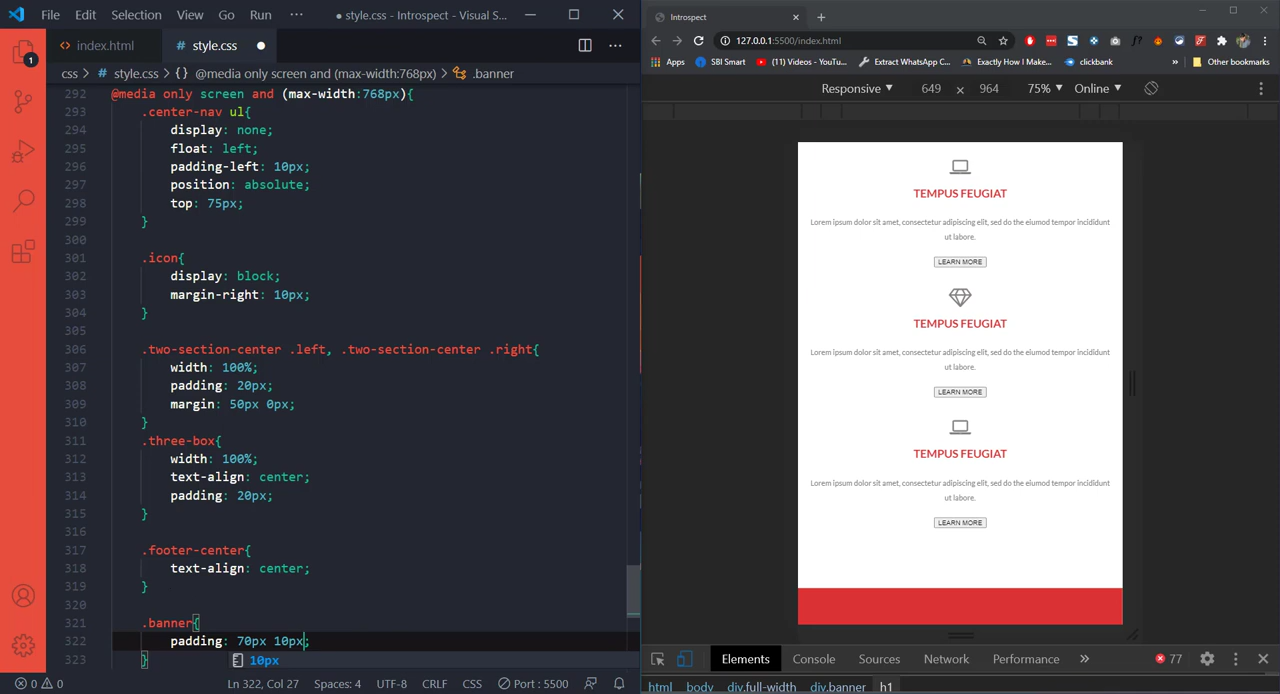 File Edit Selection View Go Run ··· ● style.css - Introspect - Visual S...
<> index.html # style.css ●
css > # style.css > {} @media only screen and (max-width:768px) > .banner
292 @media only screen and (max-width:768px){
293 .center-nav ul{
294 display: none;
295 float: left;
296 padding-left: 10px;
297 position: absolute;
298 top: 75px;
299 }
300
301 .icon{
302 display: block;
303 margin-right: 10px;
304 }
305
306 .two-section-center .left, .two-section-center .right{
307 width: 100%;
308 padding: 20px;
309 margin: 50px 0px;
310 }
311 .three-box{
312 width: 100%;
313 text-align: center;
314 padding: 20px;
315 }
316
317 .footer-center{
318 text-align: center;
319 }
320
321 .banner{
322 padding: 70px 10px;
323 }
10px
1
0 0 Ln 322, Col 27 Spaces: 4 UTF-8 CRLF CSS Port : 5500
Introspect
127.0.0.1:5500/index.html
Apps SBI Smart (11) Videos - YouTu... Extract WhatsApp C... Exactly How I Make... clickbank » Other bookmarks
Responsive ▼ 649 × 964 75% ▼ Online ▼
TEMPUS FEUGIAT
Lorem ipsum dolor sit amet, consectetur adipiscing elit, sed do the eiumod tempor incididunt
ut labore.
LEARN MORE
TEMPUS FEUGIAT
Lorem ipsum dolor sit amet, consectetur adipiscing elit, sed do the eiumod tempor incididunt
ut labore.
LEARN MORE
TEMPUS FEUGIAT
Lorem ipsum dolor sit amet, consectetur adipiscing elit, sed do the eiumod tempor incididunt
ut labore.
LEARN MORE
Elements Console Sources Network Performance » 77
html body div.full-width div.banner h1